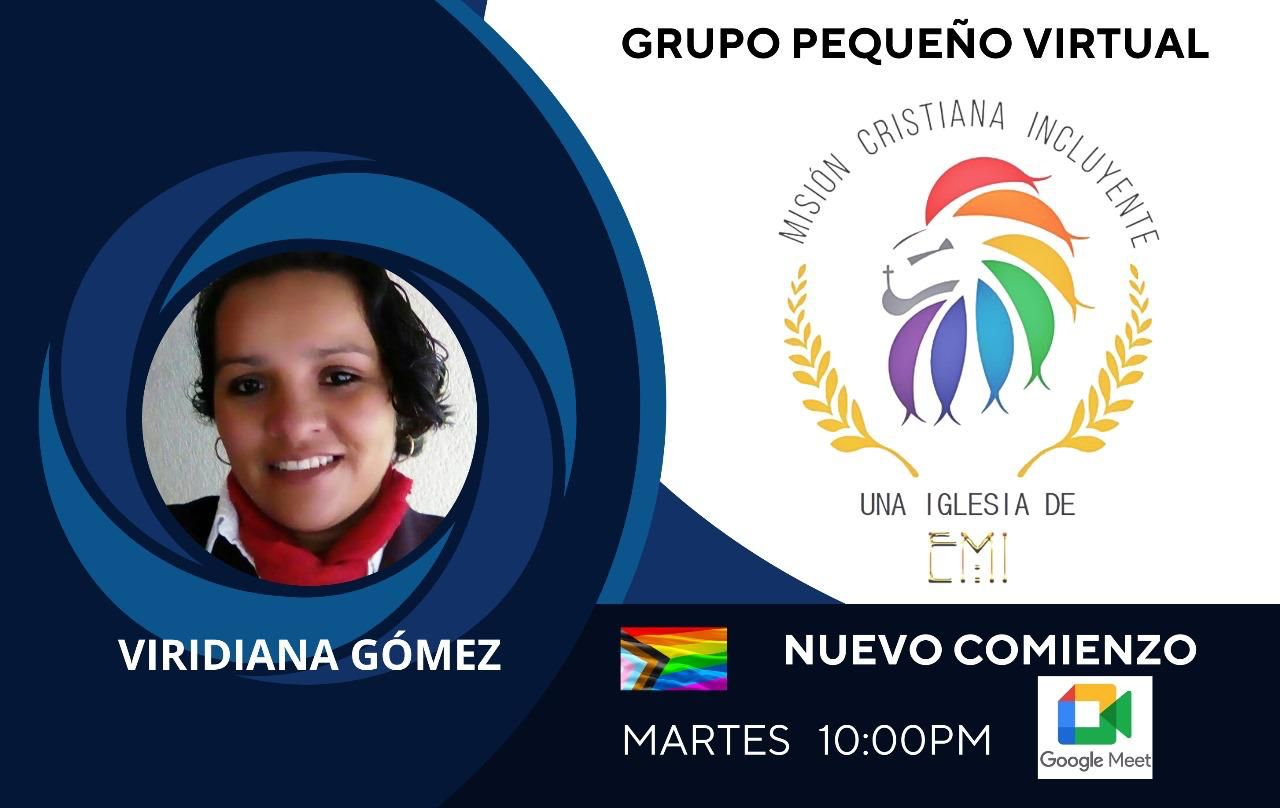 GRUPO PEQUEÑO VIRTUAL
MISIÓN CRISTIANA INCLUYENTE
UNA IGLESIA DE
EMI
VIRIDIANA GÓMEZ
NUEVO COMIENZO
MARTES 10:00PM
Google Meet